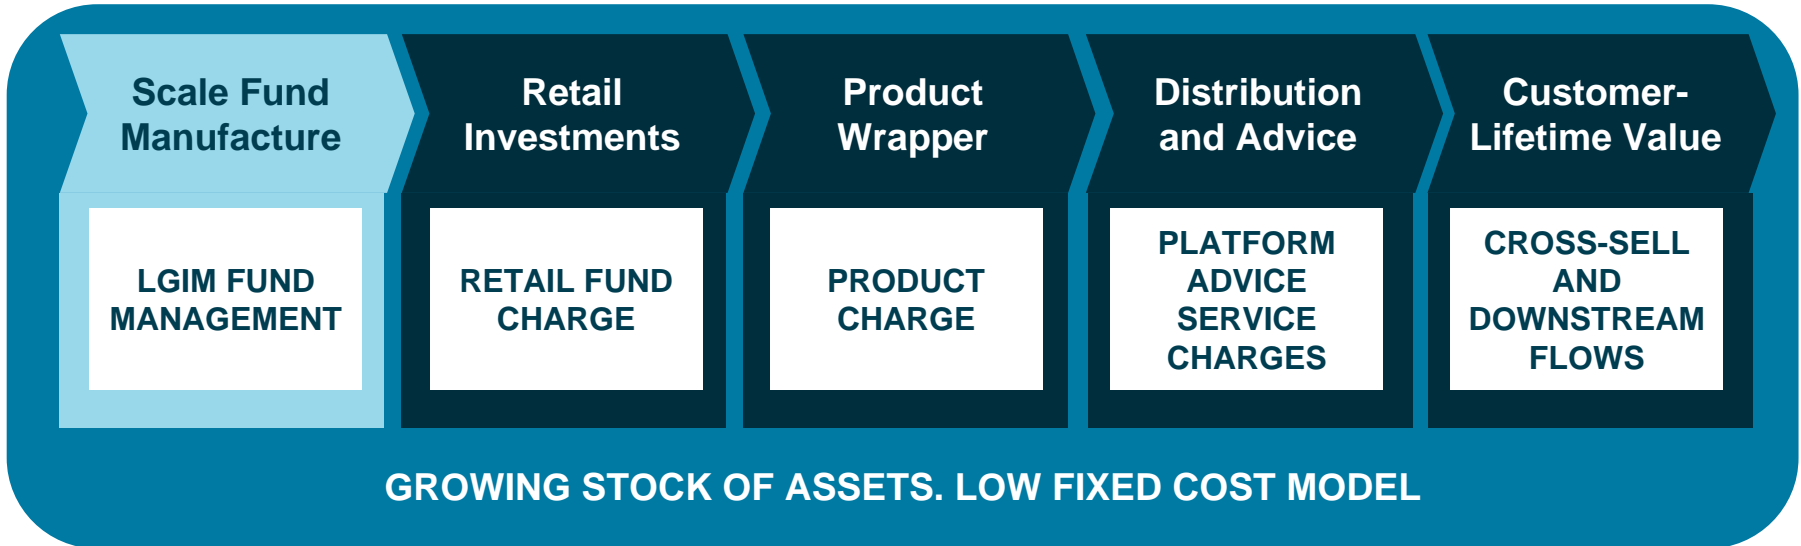 Scale Fund
Manufacture
Retail
Investments
Product
Wrapper
Distribution
and Advice
Customer-
Lifetime Value
LGIM FUND
MANAGEMENT
RETAIL FUND
CHARGE
PRODUCT
CHARGE
PLATFORM
ADVICE
SERVICE
CHARGES
CROSS-SELL
AND
DOWNSTREAM
FLOWS
GROWING STOCK OF ASSETS. LOW FIXED COST MODEL